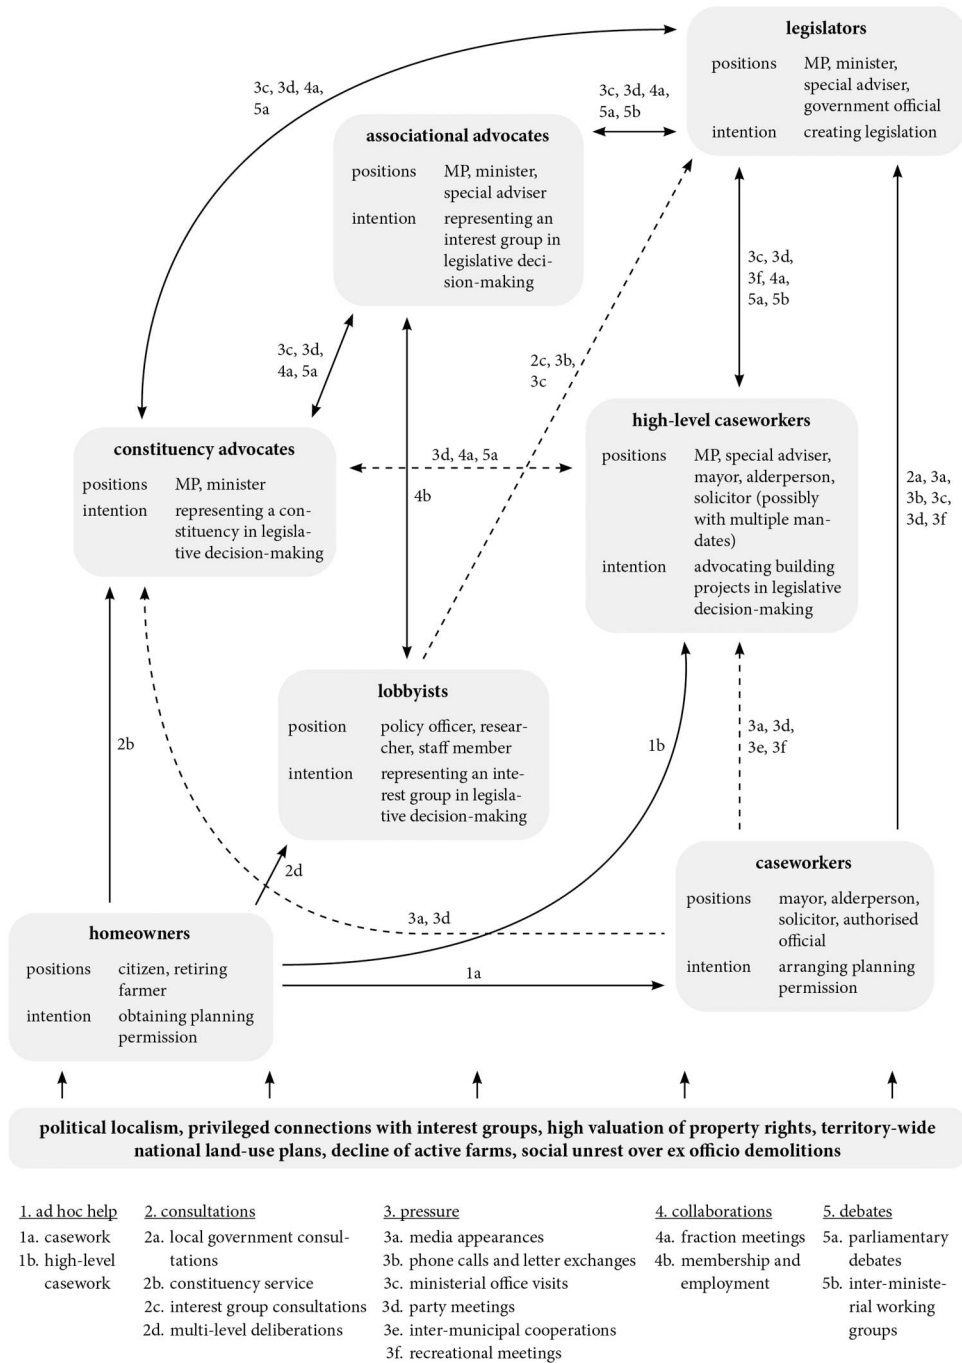 legislators
positions MP, minister,
special adviser,
government official
intention creating legislation
3c, 3d, 4a,
5a
3c, 3d, 4a,
5a, 5b
associational advocates
positions MP, minister,
special adviser
intention representing an
interest group in
legislative deci-
sion-making
3c, 3d,
3f, 4a,
5a, 5b
3c, 3d,
4a, 5a
2c, 3b,
3c
constituency advocates
positions MP, minister
intention representing a con-
stituency in legisla-
tive decision-making
3d, 4a, 5a
4b
high-level caseworkers
positions MP, special adviser,
mayor, alderperson,
solicitor (possibly
with multiple man-
dates)
intention advocating building
projects in legislative
decision-making
2a, 3a,
3b, 3c,
3d, 3f
lobbyists
position policy officer, resear-
cher, staff member
intention representing an inte-
rest group in legisla-
tive decision-making
2b
1b
3a, 3d,
3e, 3f
2d
caseworkers
positions mayor, alderperson,
solicitor, authorised
official
intention arranging planning
permission
3a, 3d
homeowners
positions citizen, retiring
farmer
intention obtaining planning
permission
1a
political localism, privileged connections with interest groups, high valuation of property rights, territory-wide
national land-use plans, decline of active farms, social unrest over ex officio demolitions
1. ad hoc help
1a. casework
1b. high-level
casework
2. consultations
2a. local government consul-
tations
2b. constituency service
2c. interest group consultations
2d. multi-level deliberations
3. pressure
3a. media appearances
3b. phone calls and letter exchanges
3c. ministerial office visits
3d. party meetings
3e. inter-municipal cooperations
3f. recreational meetings
4. collaborations
4a. fraction meetings
4b. membership and
employment
5. debates
5a. parliamentary
debates
5b. inter-ministe-
rial working
groups